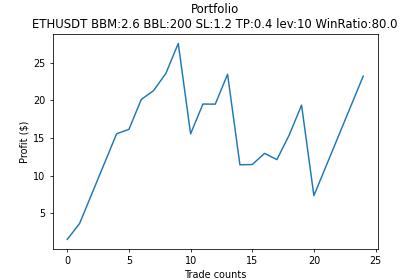 Portfolio
ETHUSDT BBM:2.6 BBL:200 SL:1.2 TP:0.4 lev:10 WinRatio:80.0
25
20
15
10
5
Profit ($)
0 5 10 15 20 25
Trade counts